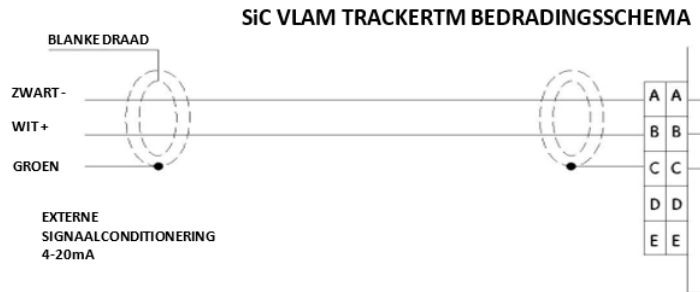 SiC VLAM TRACKERTM BEDRADINGSSCHEMA
BLANKE DRAAD
ZWART -
WIT +
GROEN
EXTERNE
SIGNAALCONDITIONERING
4-20mA
A A
B B
C C
D D
E E